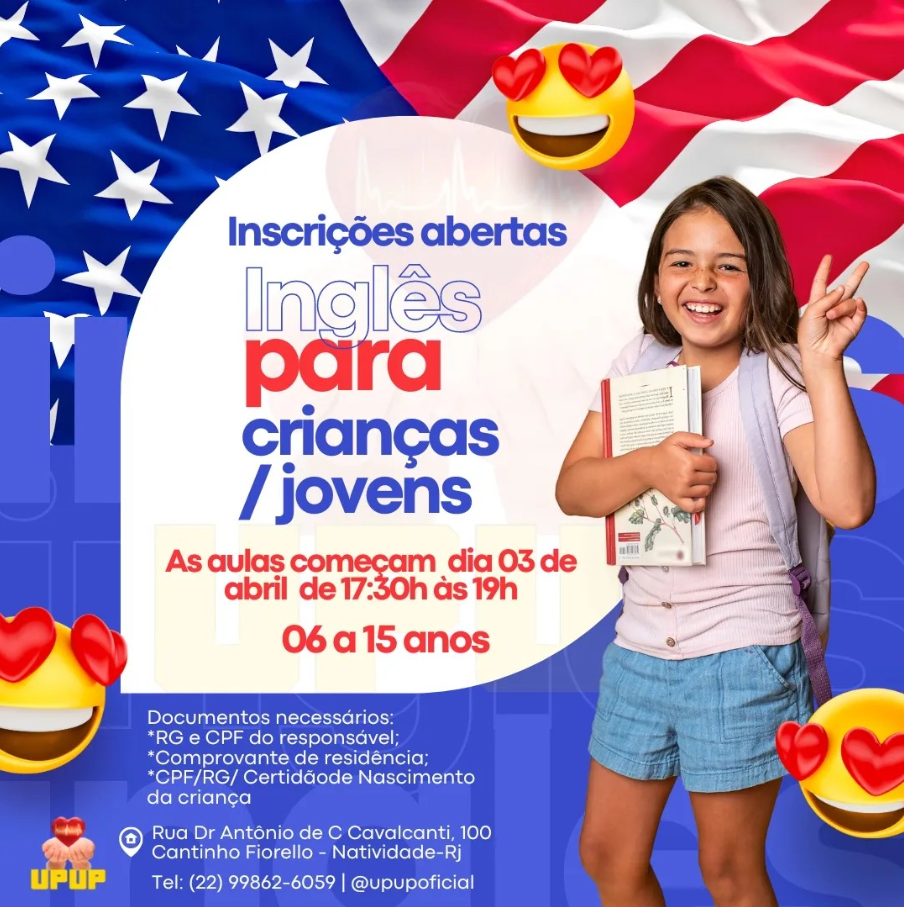 Inscrições abertas
Inglês
para
crianças
/ jovens
As aulas começam dia 03 de
abril de 17:30h às 19h
06 a 15 anos
Documentos necessários:
*RG e CPF do responsável;
*Comprovante de residência;
*CPF/RG/ Certidãode Nascimento
da criança
Rua Dr Antônio de C Cavalcanti, 100
Cantinho Fiorello - Natividade-Rj
Tel: (22) 99862-6059 | @upupoficial
UPUP